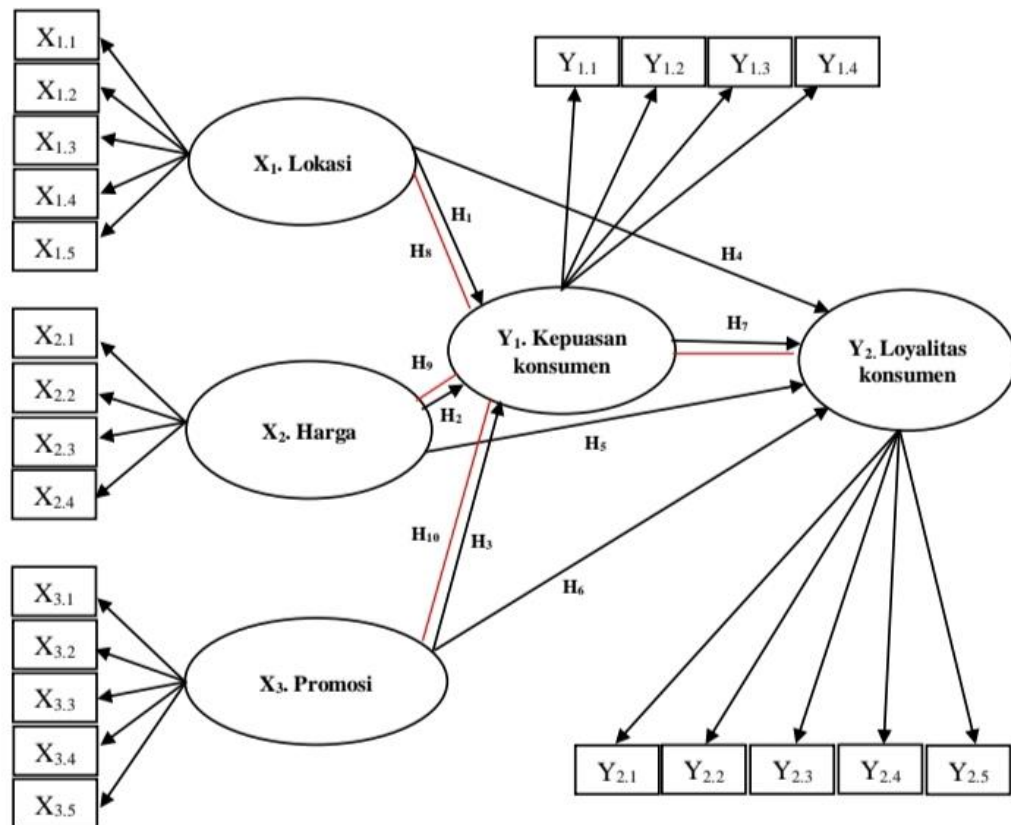 X1.1
X1.2
X1.3
X1.4
X1.5
X1. Lokasi
Y1.1
Y1.2
Y1.3
Y1.4
H1
H8
H4
X2.1
X2.2
X2.3
X2.4
X2. Harga
H9
H2
Y1. Kepuasan
konsumen
H7
Y2. Loyalitas
konsumen
H5
H10
H3
H6
X3.1
X3.2
X3.3
X3.4
X3.5
X3. Promosi
Y2.1
Y2.2
Y2.3
Y2.4
Y2.5